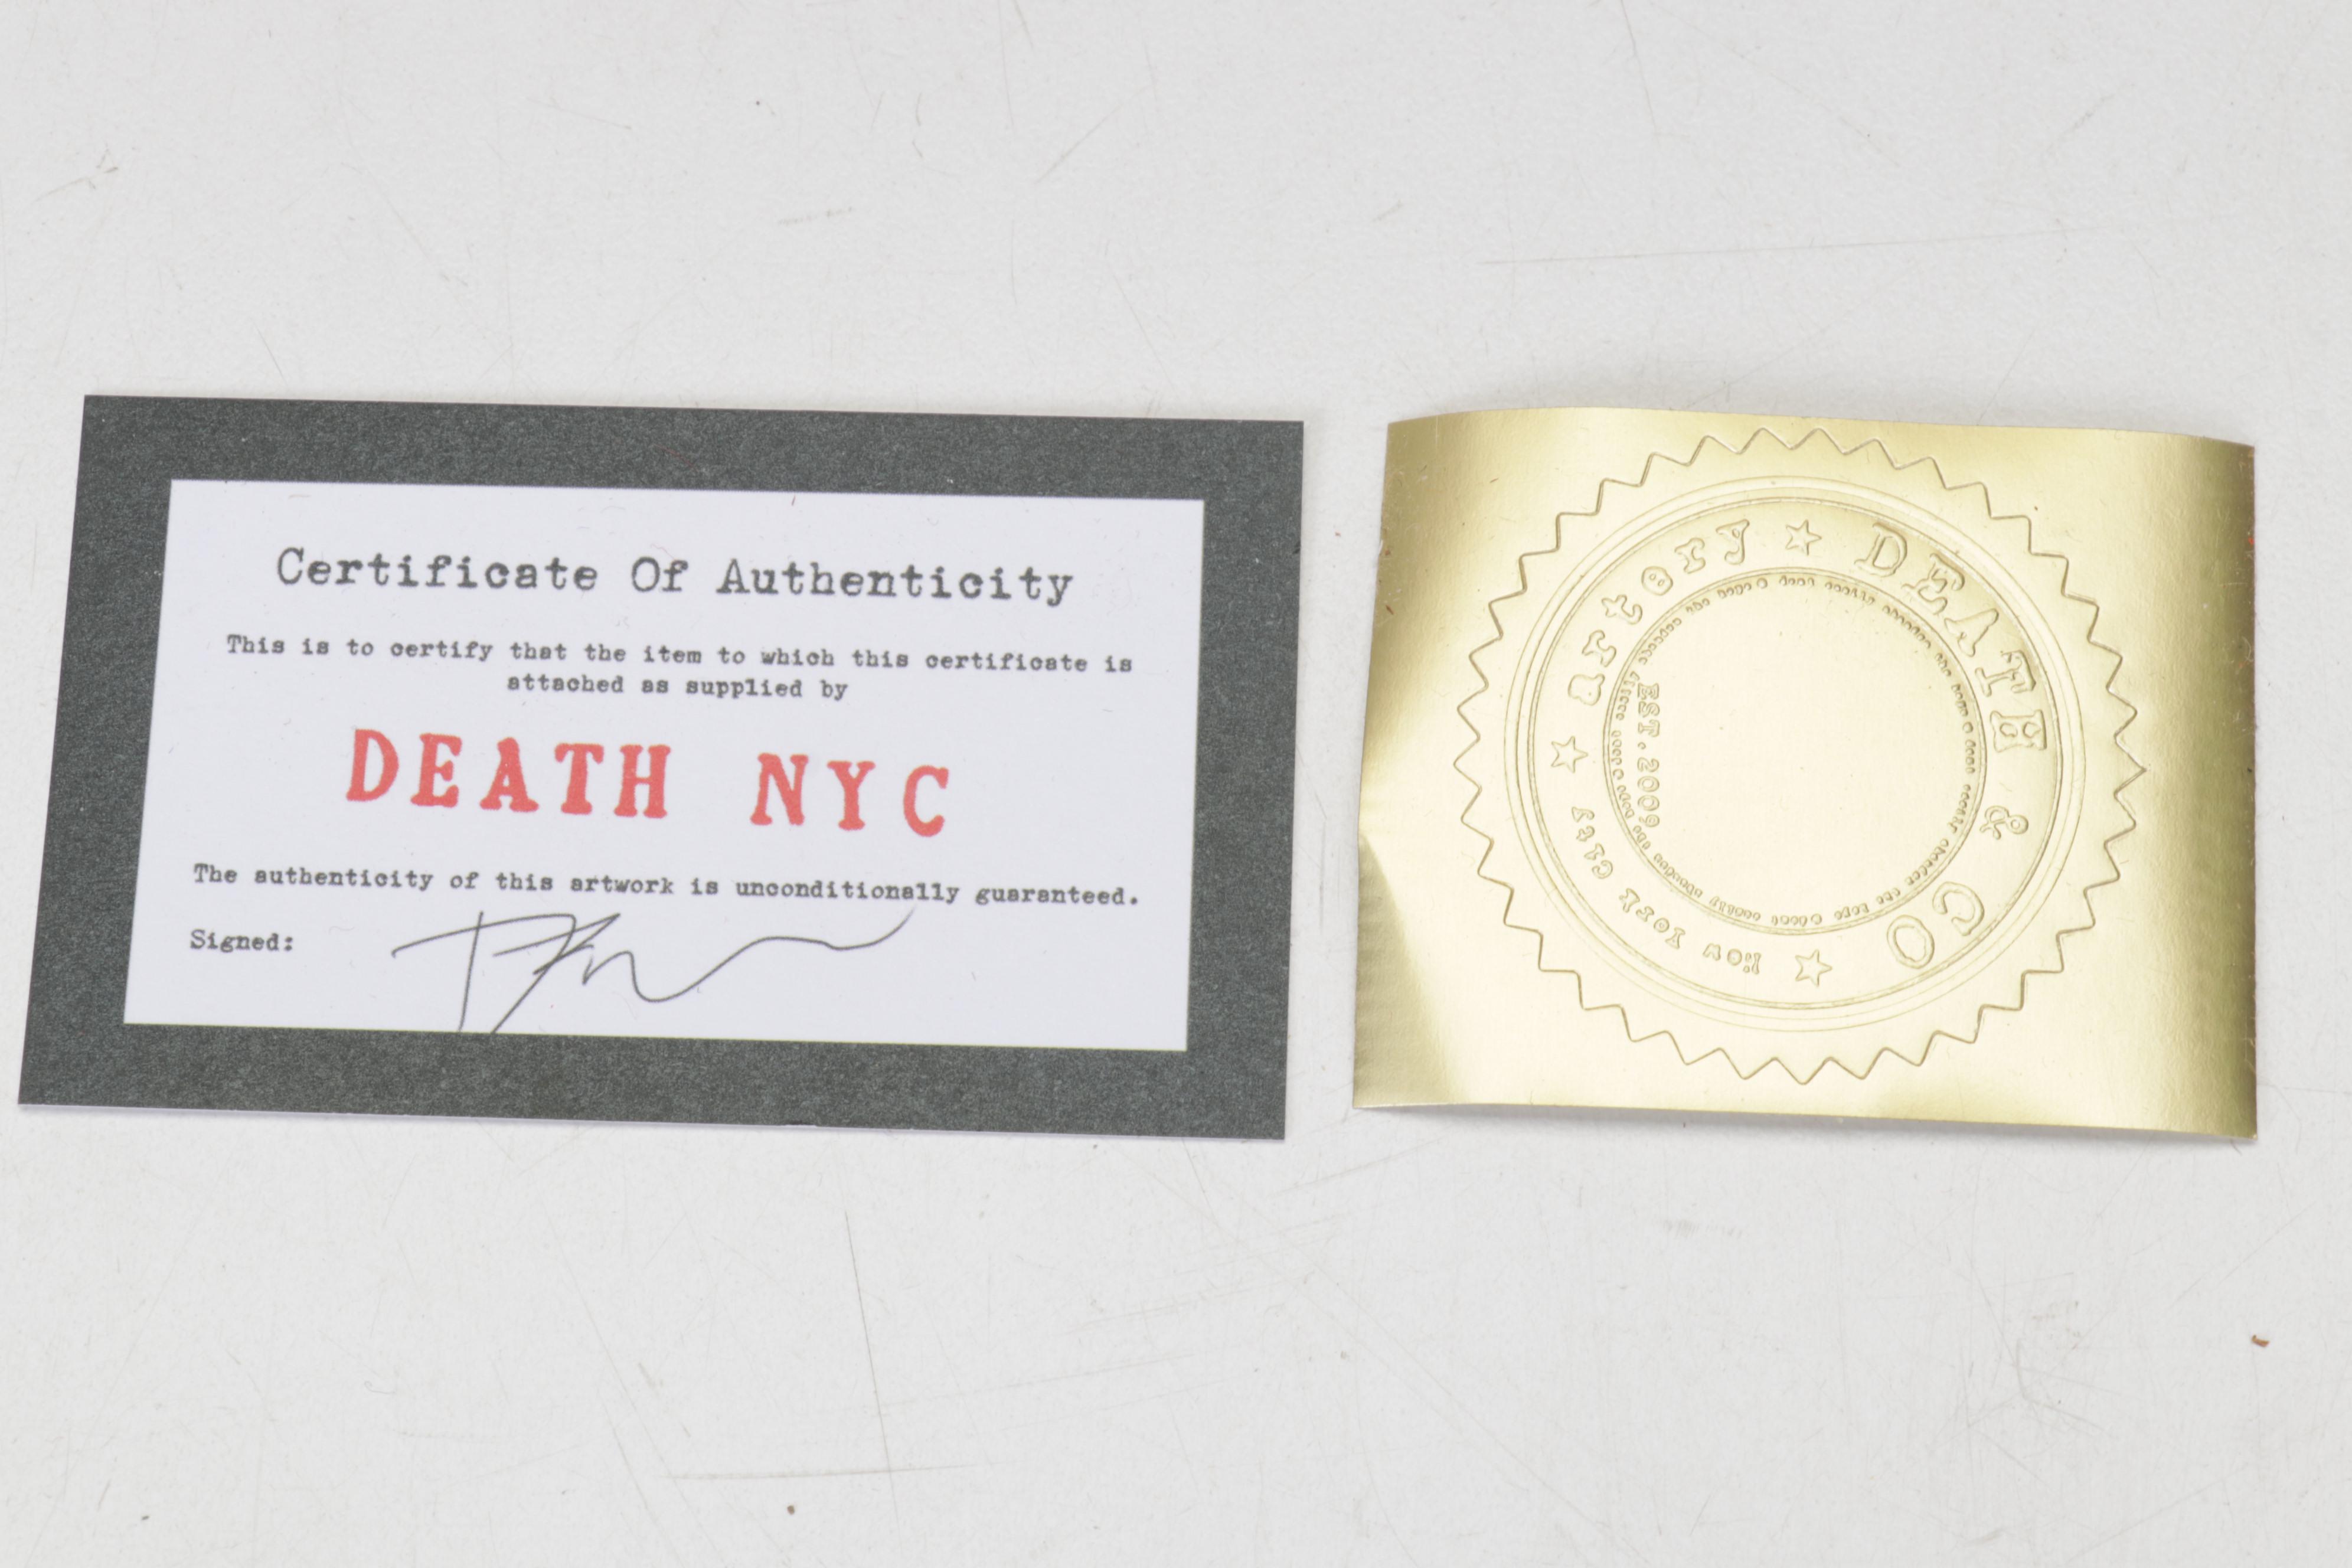 Certificate Of Authenticity
This is to certify that the item to which this certificate is
attached as supplied by
DEATH NYC
The authenticity of this artwork is unconditionally guaranteed.
Signed:
artery ☆ DEATH & CO ☆ New York City ☆
EST. 2009